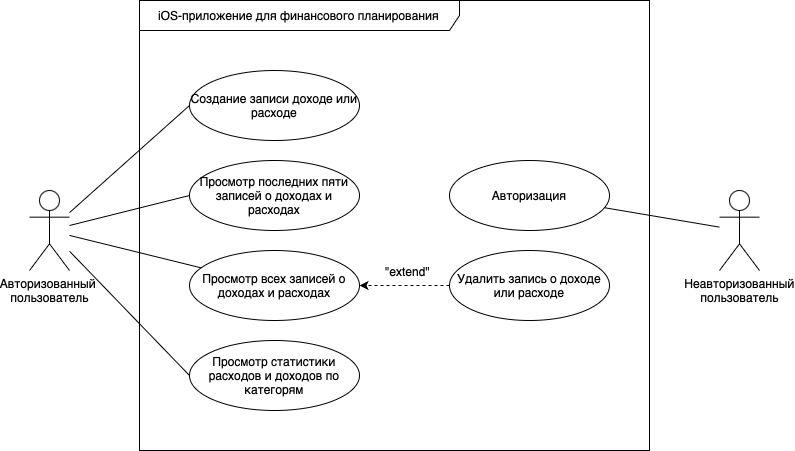 iOS-приложение для финансового планирования
Создание записи доходе или
расходе
Просмотр последних пяти
записей о доходах и
расходах
Авторизация
Авторизованный
пользователь
Просмотр всех записей о
доходах и расходах
"extend"
Удалить запись о доходе
или расходе
Неавторизованный
пользователь
Просмотр статистики
расходов и доходов по
категорям